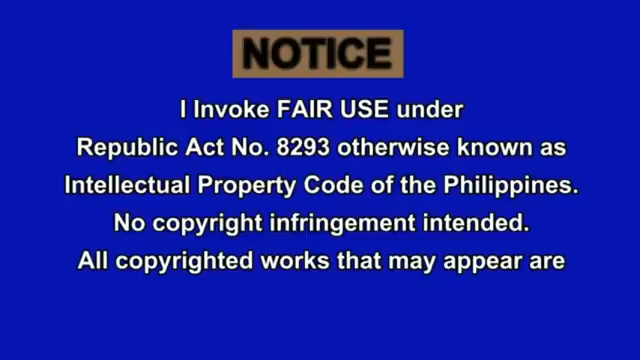 NOTICE
I Invoke FAIR USE under
Republic Act No. 8293 otherwise known as
Intellectual Property Code of the Philippines.
No copyright infringement intended.
All copyrighted works that may appear are